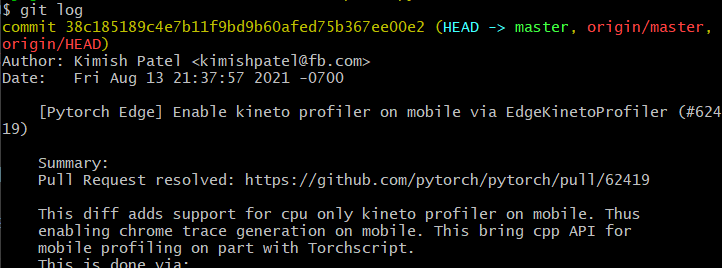 $ git log
commit 38c185189c4e7b11f9bd9b60afed75b367ee00e2 (HEAD -> master, origin/master,
origin/HEAD)
Author: Kimish Patel <kimishpatel@fb.com>
Date:   Fri Aug 13 21:37:57 2021 -0700
    [Pytorch Edge] Enable kineto profiler on mobile via EdgeKinetoProfiler (#624
19)
    Summary:
    Pull Request resolved: https://github.com/pytorch/pytorch/pull/62419
    This diff adds support for cpu only kineto profiler on mobile. Thus
    enabling chrome trace generation on mobile. This bring cpp API for
    mobile profiling on part with Torchscript.
    This is done via: